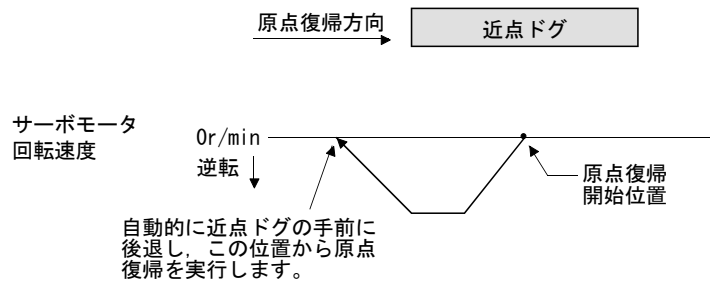 原点復帰方向
近点ドグ
サーボモータ
回転速度
0r/min
逆転
原点復帰
開始位置
自動的に近点ドグの手前に
後退し，この位置から原点
復帰を実行します。